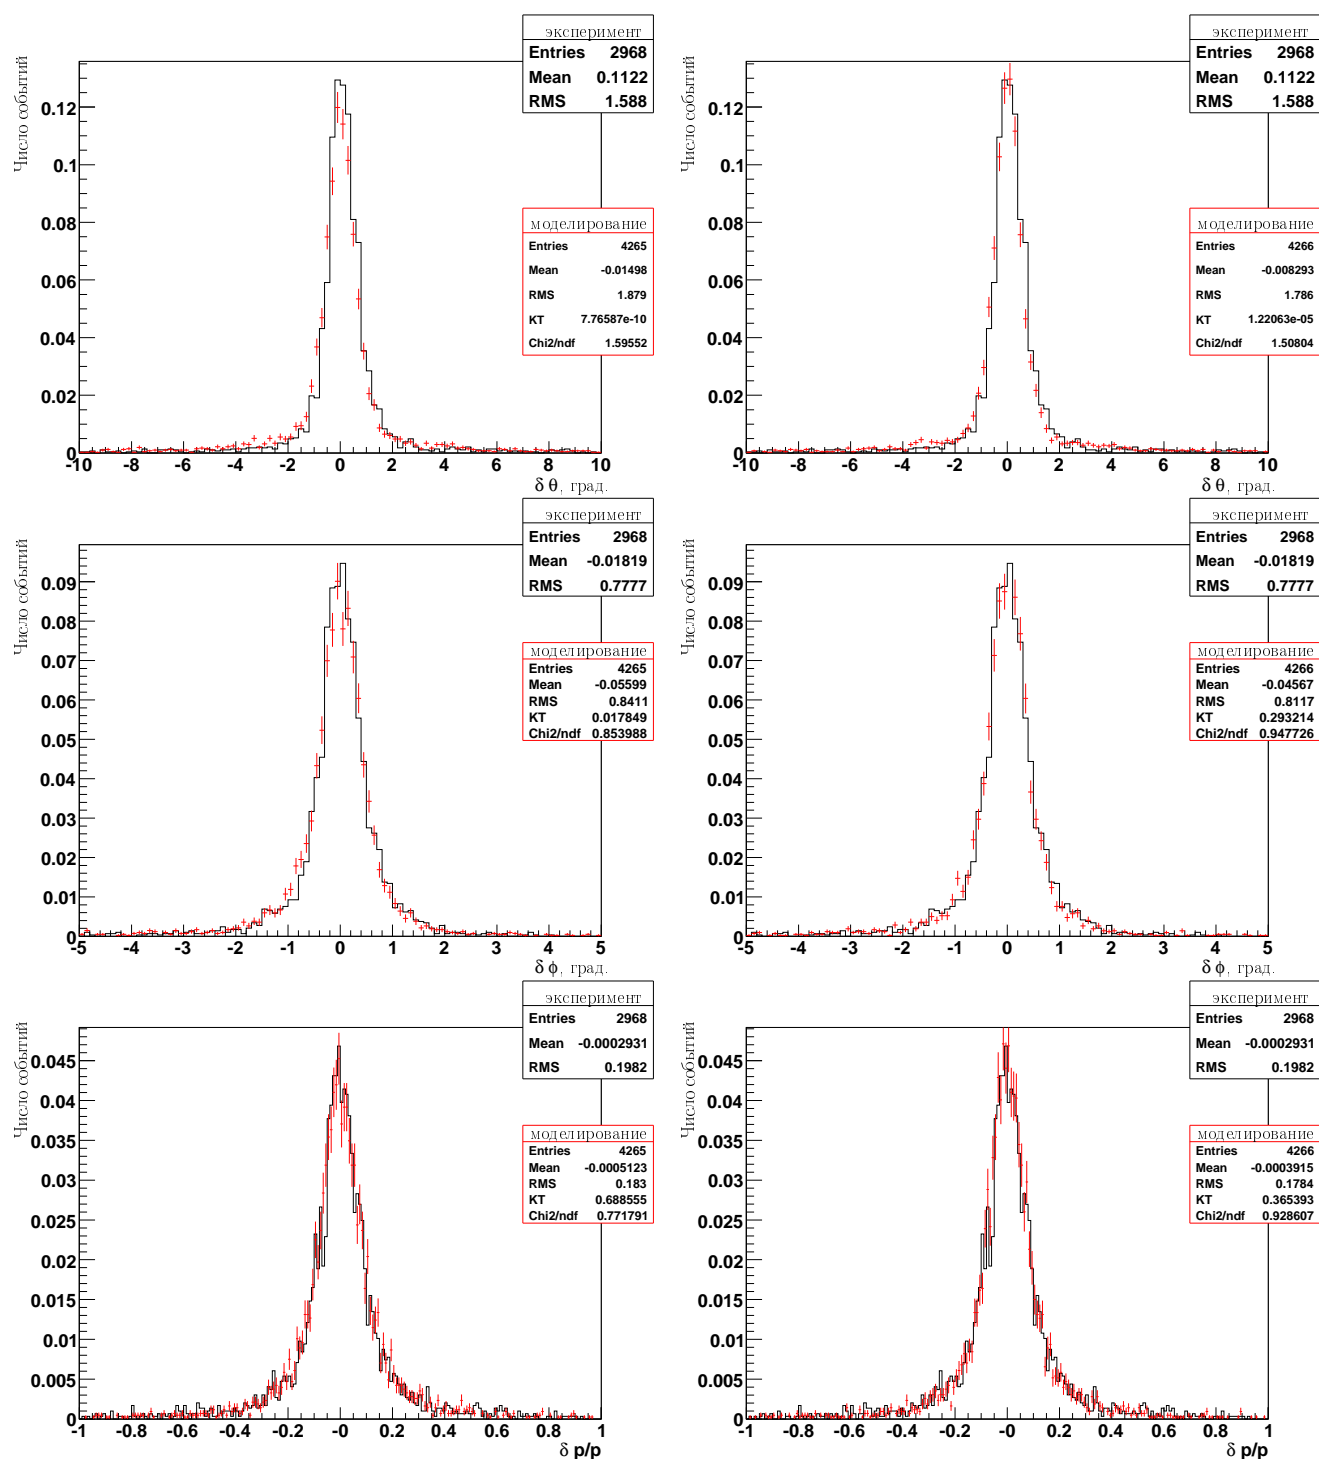 эксперимент
Entries 2968
Mean 0.1122
RMS 1.588
моделирование
Entries 4265
Mean -0.01498
RMS 1.879
KT 7.76587e-10
Chi2/ndf 1.59552
Число событий
0.12
0.1
0.08
0.06
0.04
0.02
0
-10 -8 -6 -4 -2 0 2 4 6 8 10
δ θ, град.
эксперимент
Entries 2968
Mean 0.1122
RMS 1.588
моделирование
Entries 4266
Mean -0.008293
RMS 1.786
KT 1.22063e-05
Chi2/ndf 1.50804
Число событий
0.12
0.1
0.08
0.06
0.04
0.02
0
-10 -8 -6 -4 -2 0 2 4 6 8 10
δ θ, град.
эксперимент
Entries 2968
Mean -0.01819
RMS 0.7777
моделирование
Entries 4265
Mean -0.05599
RMS 0.8411
KT 0.017849
Chi2/ndf 0.853988
Число событий
0.09
0.08
0.07
0.06
0.05
0.04
0.03
0.02
0.01
0
-5 -4 -3 -2 -1 0 1 2 3 4 5
δ ϕ, град.
эксперимент
Entries 2968
Mean -0.01819
RMS 0.7777
моделирование
Entries 4266
Mean -0.04567
RMS 0.8117
KT 0.293214
Chi2/ndf 0.947726
Число событий
0.09
0.08
0.07
0.06
0.05
0.04
0.03
0.02
0.01
0
-5 -4 -3 -2 -1 0 1 2 3 4 5
δ ϕ, град.
эксперимент
Entries 2968
Mean -0.0002931
RMS 0.1982
моделирование
Entries 4265
Mean -0.0005123
RMS 0.183
KT 0.688555
Chi2/ndf 0.771791
Число событий
0.045
0.04
0.035
0.03
0.025
0.02
0.015
0.01
0.005
0
-1 -0.8 -0.6 -0.4 -0.2 -0 0.2 0.4 0.6 0.8 1
δ p/p
эксперимент
Entries 2968
Mean -0.0002931
RMS 0.1982
моделирование
Entries 4266
Mean -0.0003915
RMS 0.1784
KT 0.365393
Chi2/ndf 0.928607
Число событий
0.045
0.04
0.035
0.03
0.025
0.02
0.015
0.01
0.005
0
-1 -0.8 -0.6 -0.4 -0.2 -0 0.2 0.4 0.6 0.8 1
δ p/p